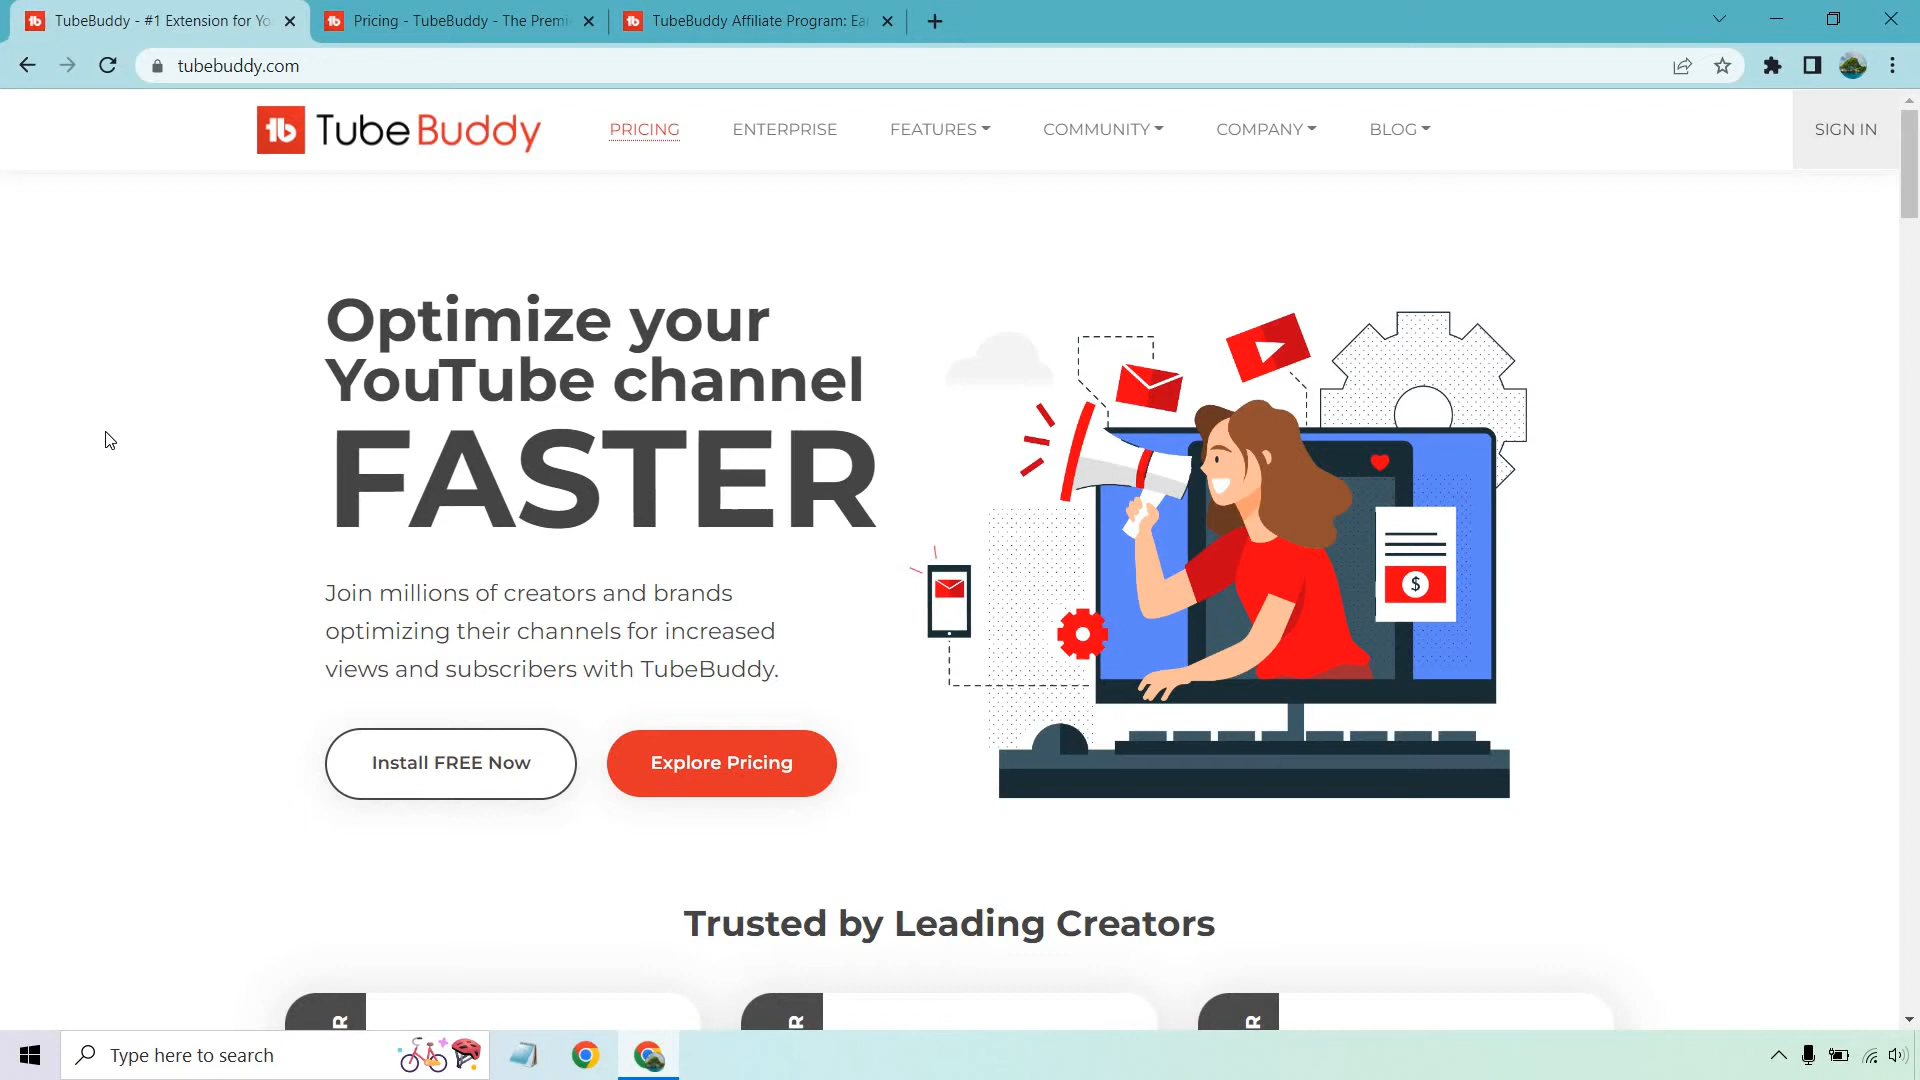 TubeBuddy - #1 Extension for Yo
Pricing - TubeBuddy - The Premi
TubeBuddy Affiliate Program: Ea
tubebuddy.com
tb TubeBuddy
PRICING
ENTERPRISE
FEATURES
COMMUNITY
COMPANY
BLOG
SIGN IN
Optimize your
YouTube channel
FASTER
Join millions of creators and brands
optimizing their channels for increased
views and subscribers with TubeBuddy.
Install FREE Now
Explore Pricing
$
Trusted by Leading Creators
R
R
R
Type here to search